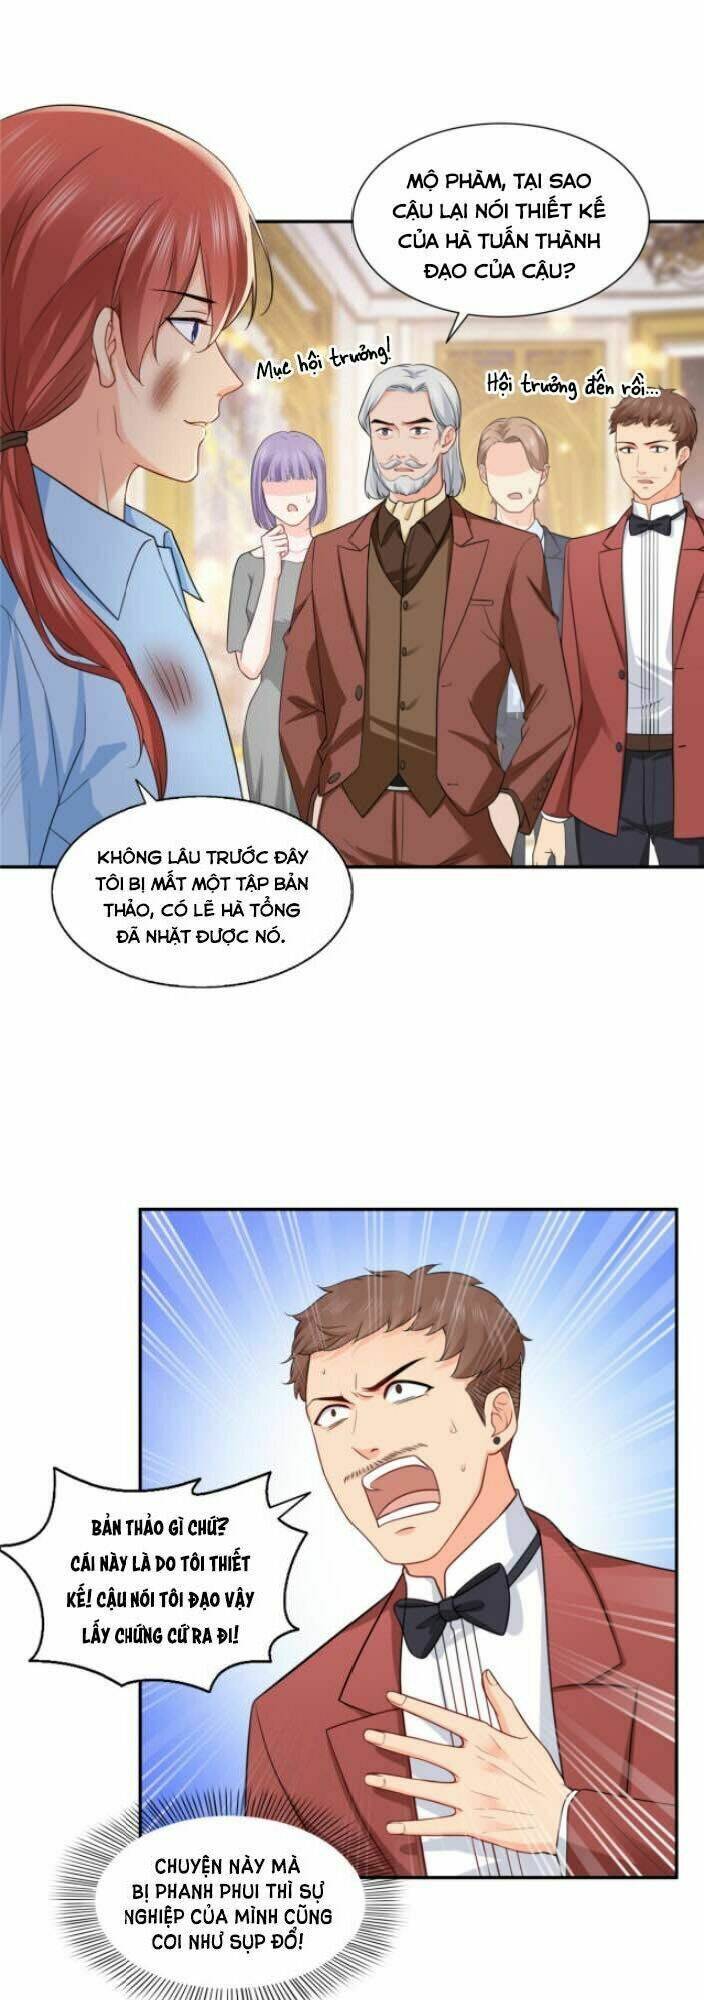 MỘ PHÀM, TẠI SAO
CẬU LẠI NÓI THIẾT KẾ
CỦA HÀ TUẤN THÀNH
ĐẠO CỦA CẬU?
Mục hội trưởng!
Hội trưởng đến rồi...
KHÔNG LÂU TRƯỚC ĐÂY
TÔI BỊ MẤT MỘT TẬP BẢN
THẢO, CÓ LẼ HÀ TỔNG
ĐÃ NHẶT ĐƯỢC NÓ.
BẢN THẢO GÌ CHỨ?
CÁI NÀY LÀ DO TÔI THIẾT
KẾ! CẬU NÓI TÔI ĐẠO VẬY
LẤY CHỨNG CỨ RA ĐI!
CHUYỆN NÀY MÀ
BỊ PHANH PHUI THÌ SỰ
NGHIỆP CỦA MÌNH CŨNG
COI NHƯ SỤP ĐỔ!